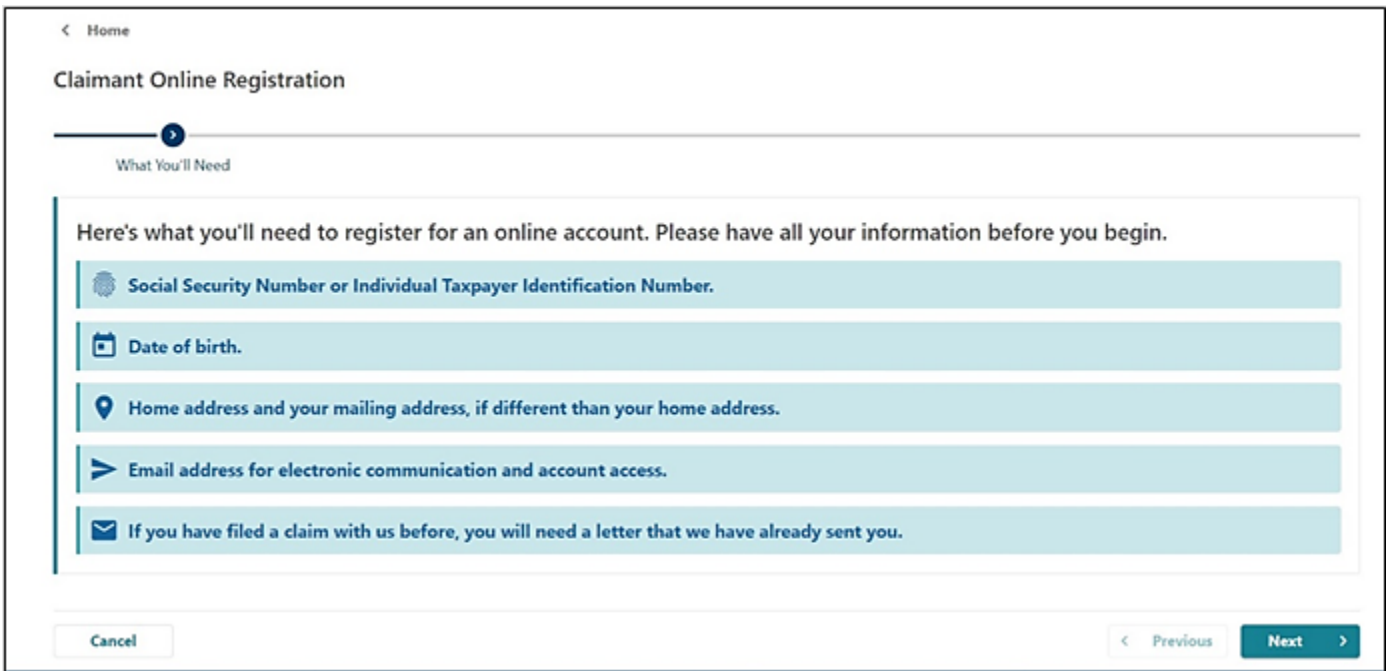 Home
Claimant Online Registration
What You'll Need
Here's what you'll need to register for an online account. Please have all your information before you begin.
Social Security Number or Individual Taxpayer Identification Number.
Date of birth.
Home address and your mailing address, if different than your home address.
Email address for electronic communication and account access.
If you have filed a claim with us before, you will need a letter that we have already sent you.
Cancel
Previous
Next